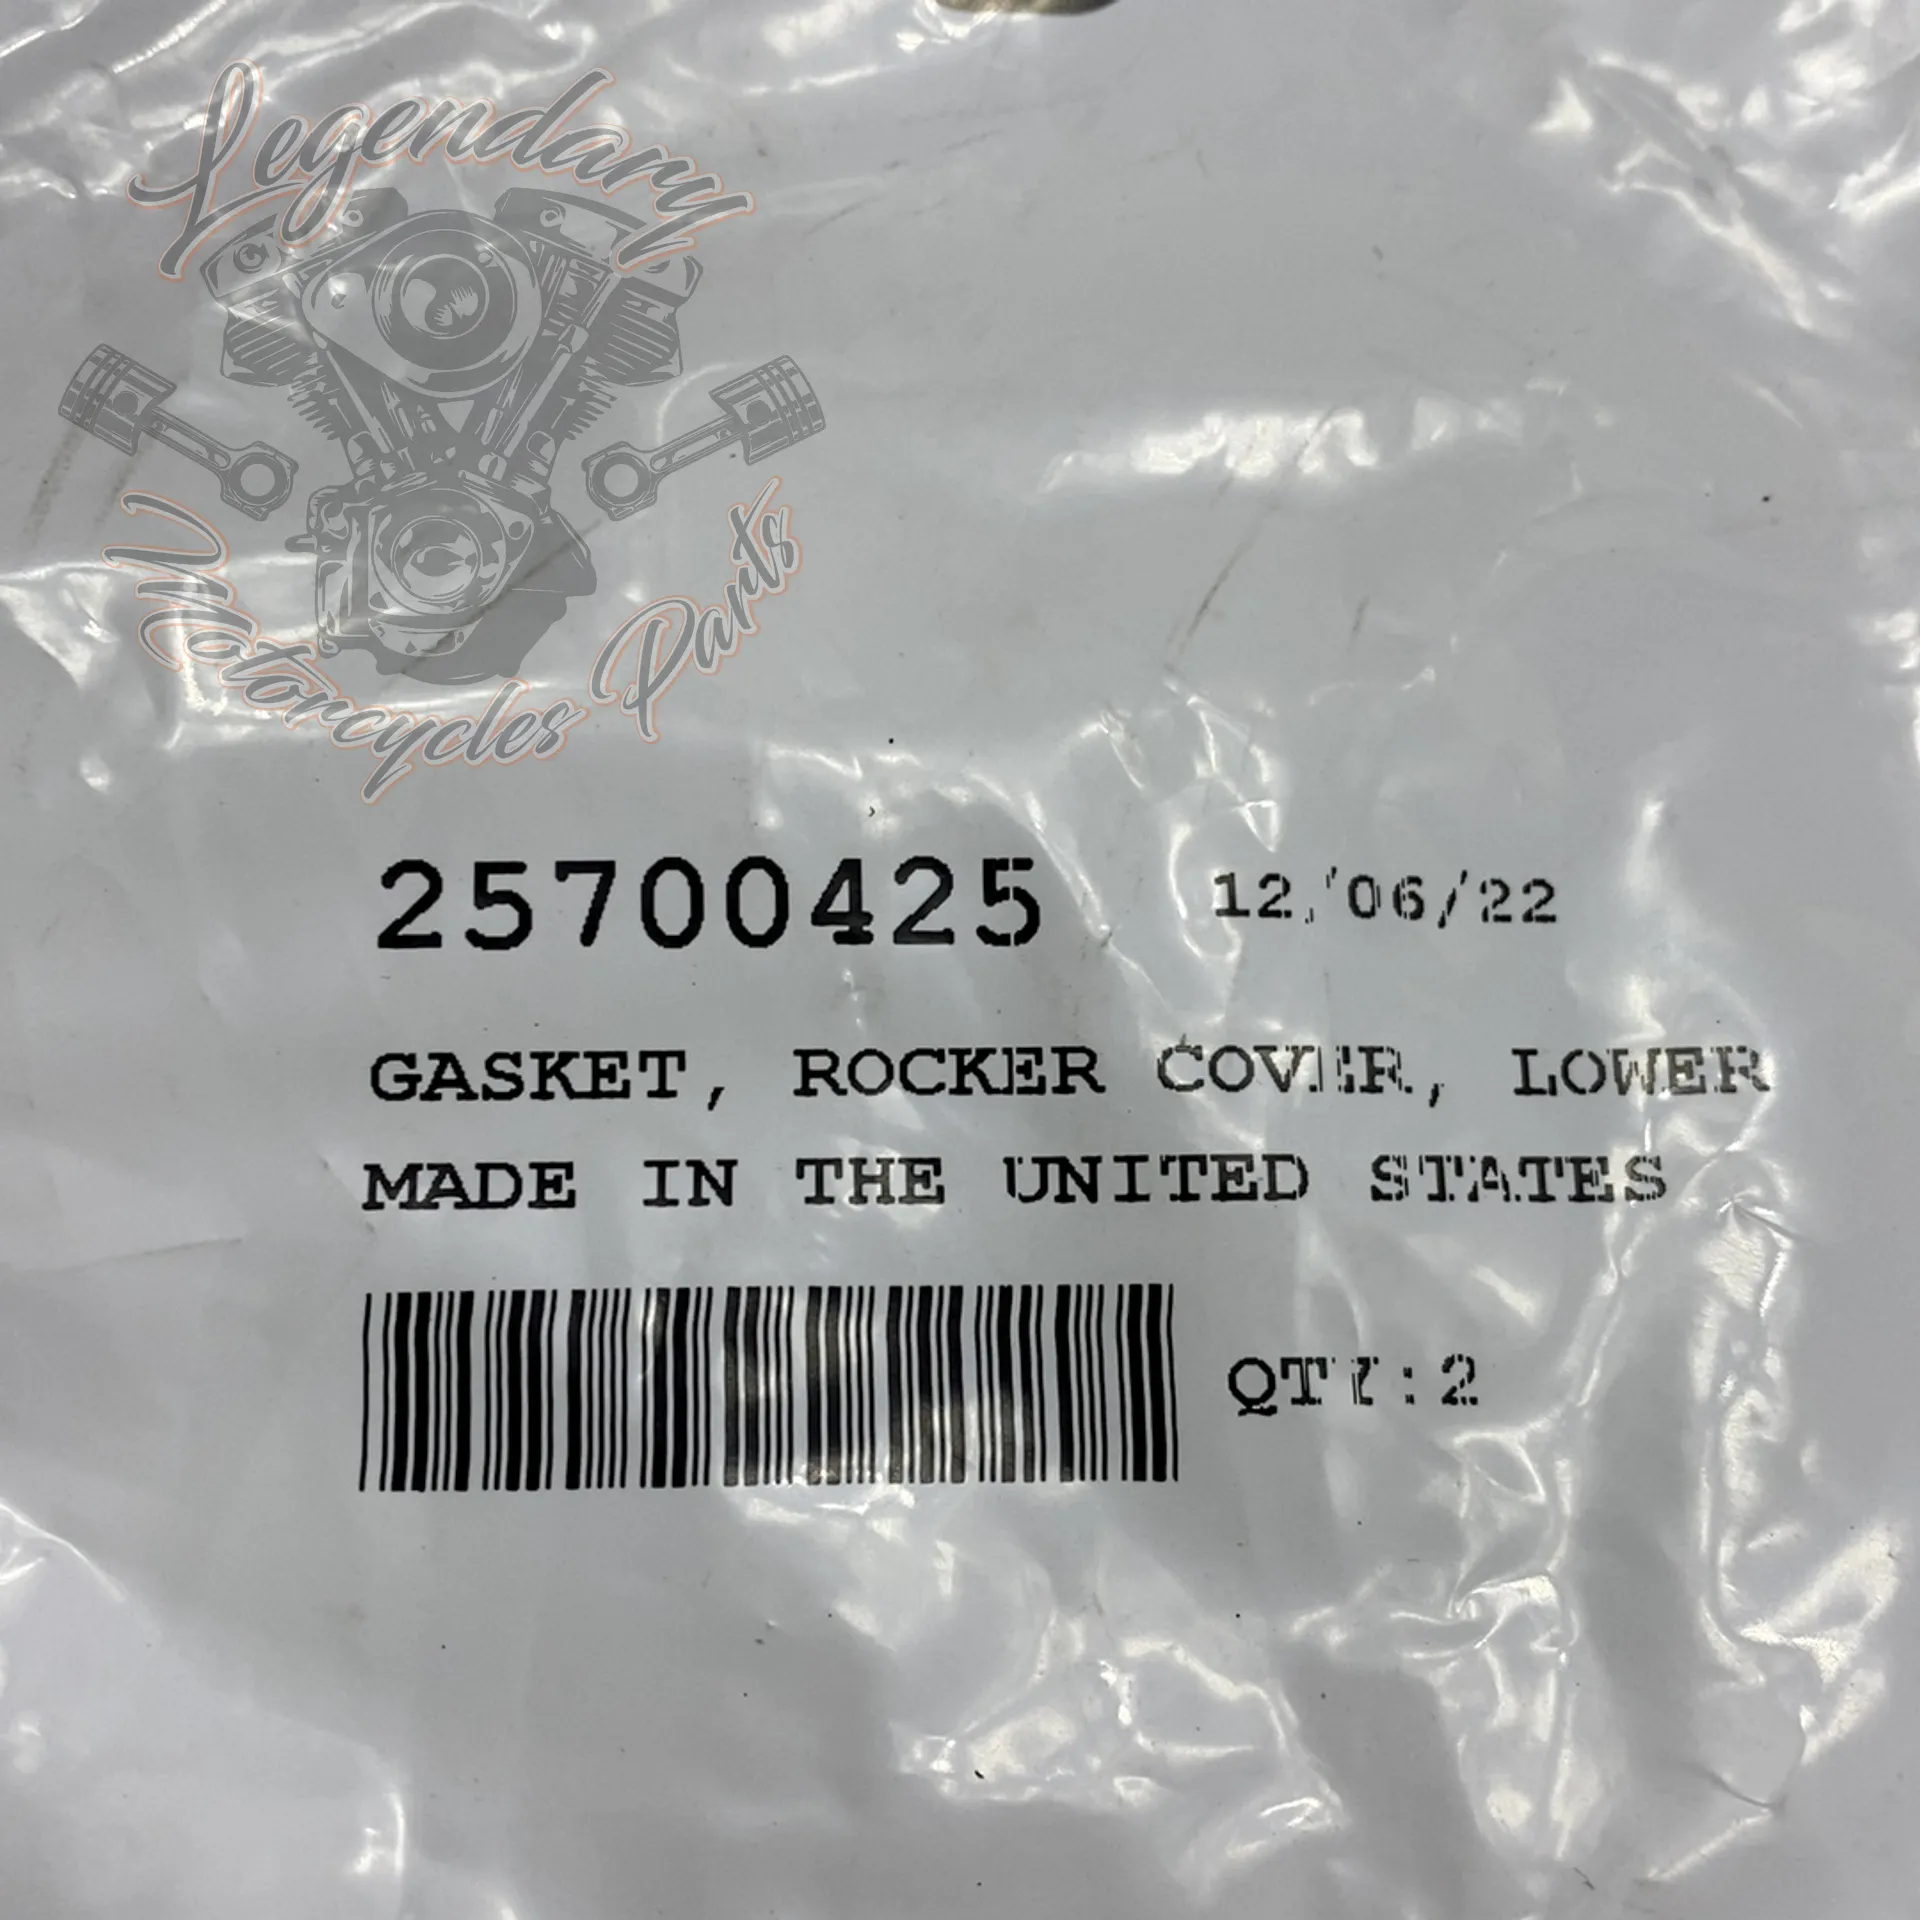 Legendary
Motorcycles Parts
25700425 12/06/22
GASKET, ROCKER COVER, LOWER
MADE IN THE UNITED STATES
QTY:2